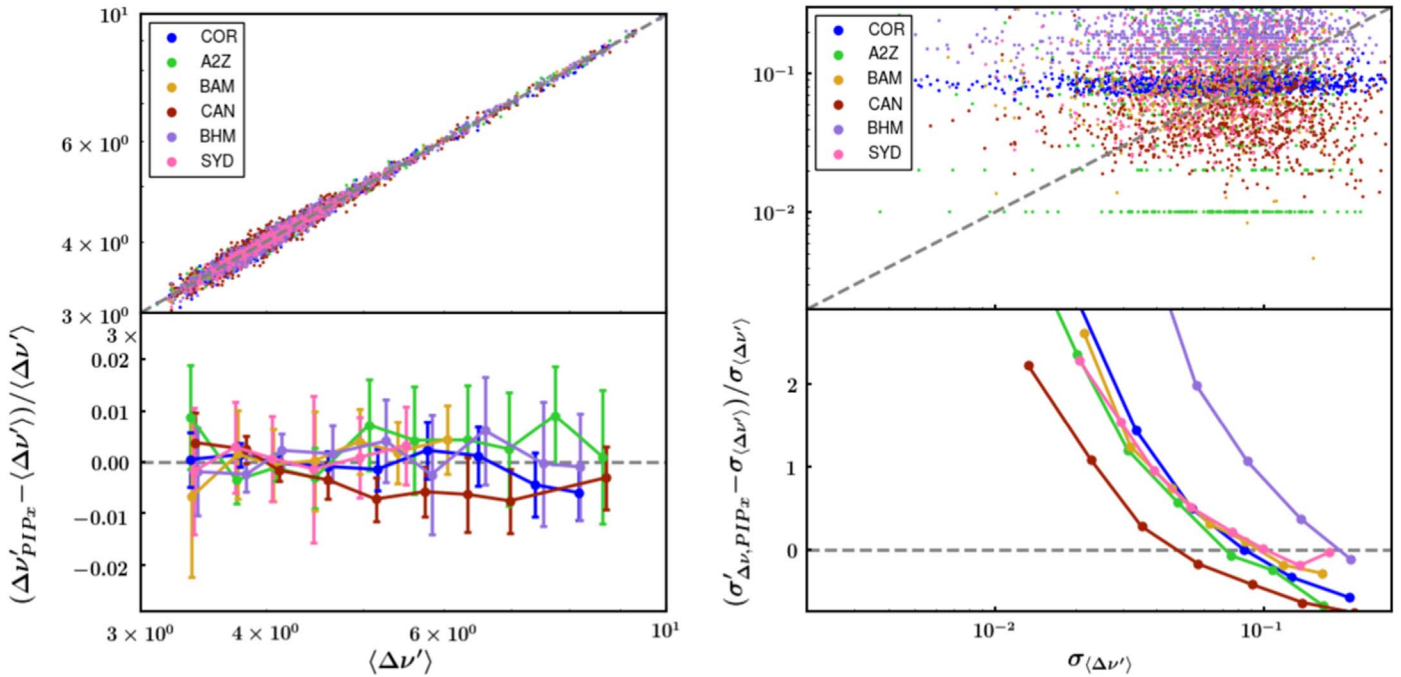 10¹
6 × 10⁰
4 × 10⁰
3 × 10⁰
COR
A2Z
BAM
CAN
BHM
SYD
3 ×
0.02
0.01
0.00
−0.01
−0.02
(Δν′_{PIPx} − ⟨Δν′⟩)/⟨Δν′⟩
3 × 10⁰
4 × 10⁰
6 × 10⁰
10¹
⟨Δν′⟩
10⁻¹
10⁻²
COR
A2Z
BAM
CAN
BHM
SYD
2
1
0
(σ′_{Δν,PIPx} − σ_{⟨Δν′⟩})/σ_{⟨Δν′⟩}
10⁻²
10⁻¹
σ_{⟨Δν′⟩}